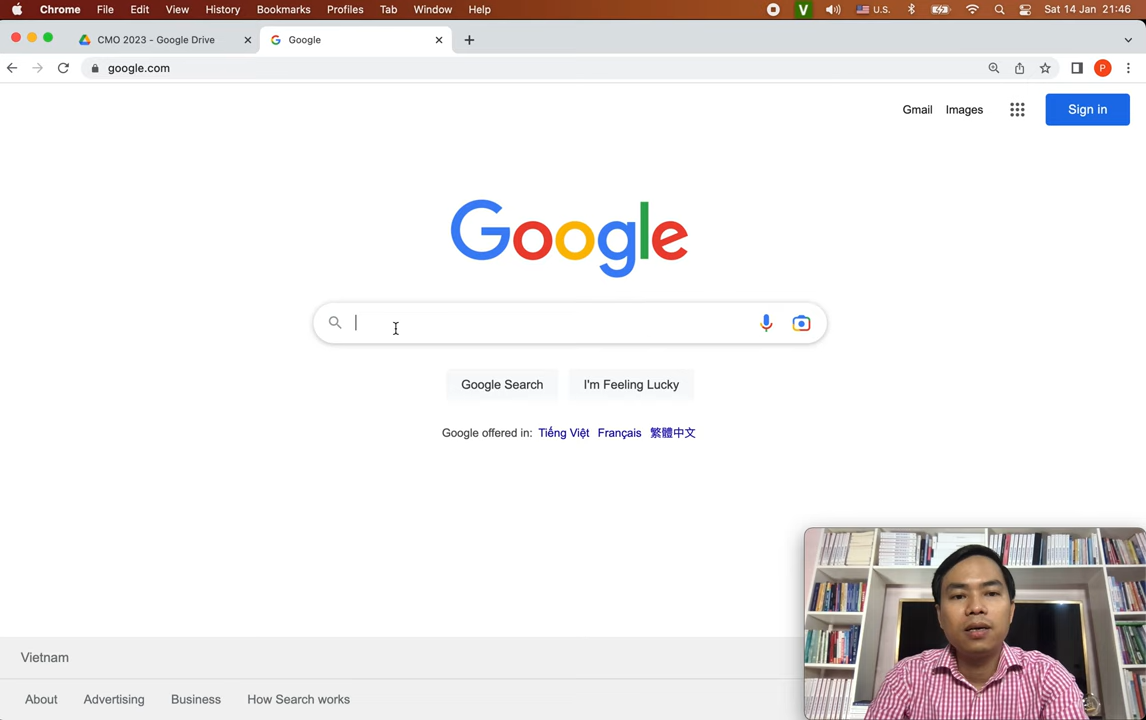 Chrome File Edit View History Bookmarks Profiles Tab Window Help V U.S. Sat 14 Jan 21:46
CMO 2023 - Google Drive Google
google.com P
Gmail Images Sign in
Google
Google Search I'm Feeling Lucky
Google offered in: Tiếng Việt Français 繁體中文
Vietnam
About Advertising Business How Search works